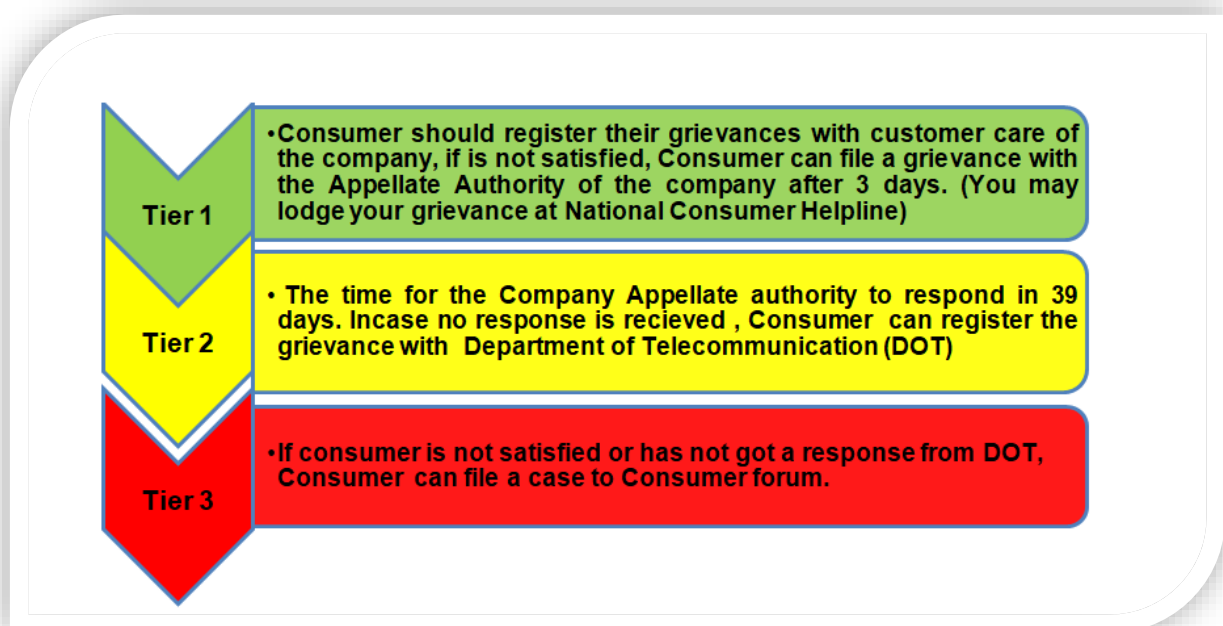 Tier 1
•Consumer should register their grievances with customer care of
the company, if is not satisfied, Consumer can file a grievance with
the Appellate Authority of the company after 3 days. (You may
lodge your grievance at National Consumer Helpline)
Tier 2
• The time for the Company Appellate authority to respond in 39
days. Incase no response is recieved , Consumer can register the
grievance with Department of Telecommunication (DOT)
Tier 3
•If consumer is not satisfied or has not got a response from DOT,
Consumer can file a case to Consumer forum.